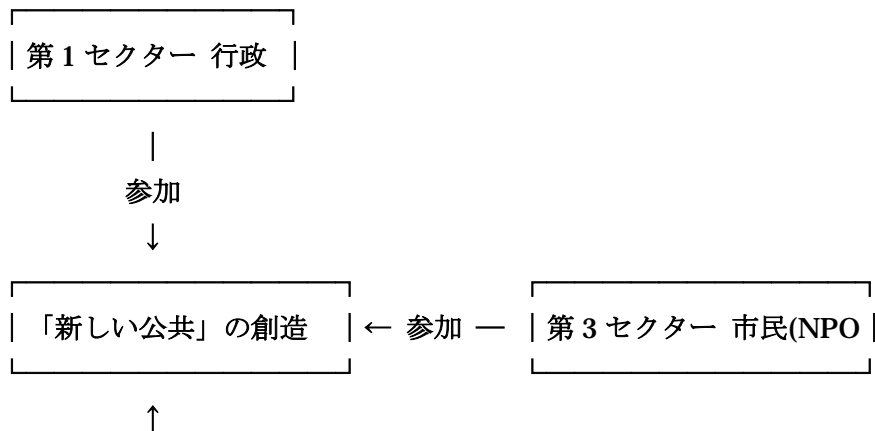 第1セクター 行政
参加
「新しい公共」の創造 ← 参加 ― 第3セクター 市民(NPO